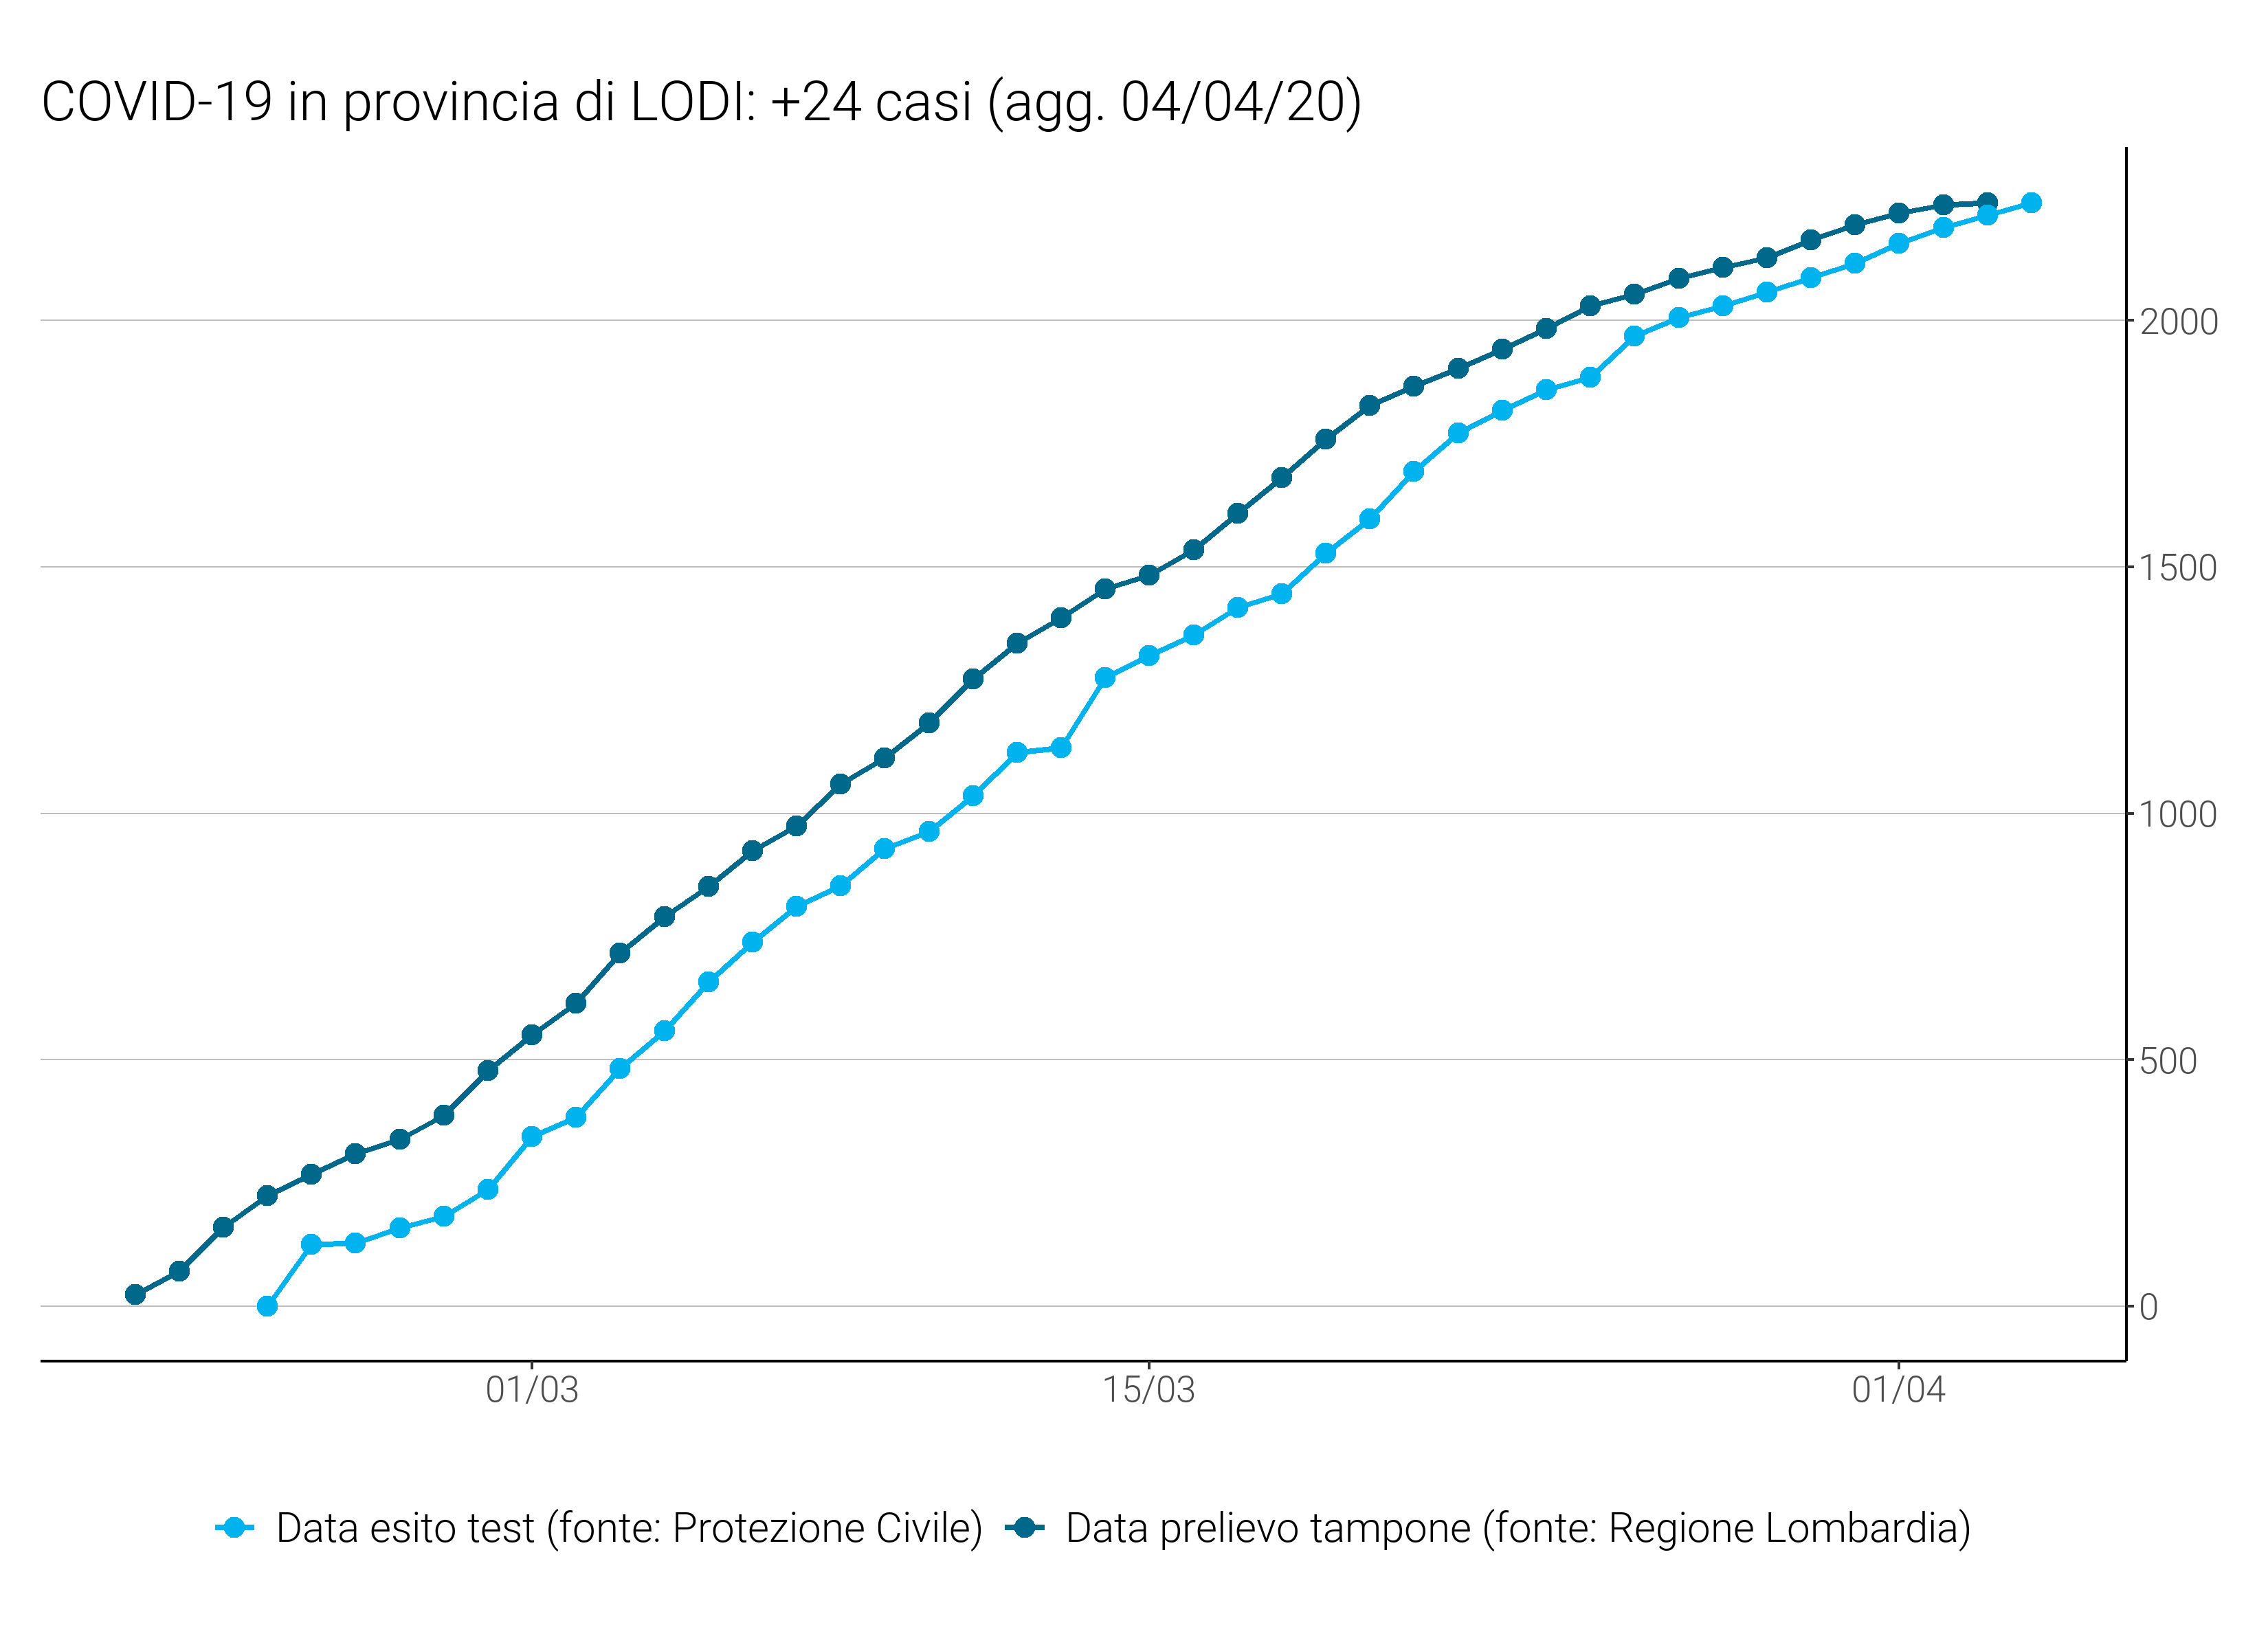 COVID-19 in provincia di LODI: +24 casi (agg. 04/04/20)
2000
1500
1000
500
0
01/03 15/03 01/04
Data esito test (fonte: Protezione Civile) Data prelievo tampone (fonte: Regione Lombardia)